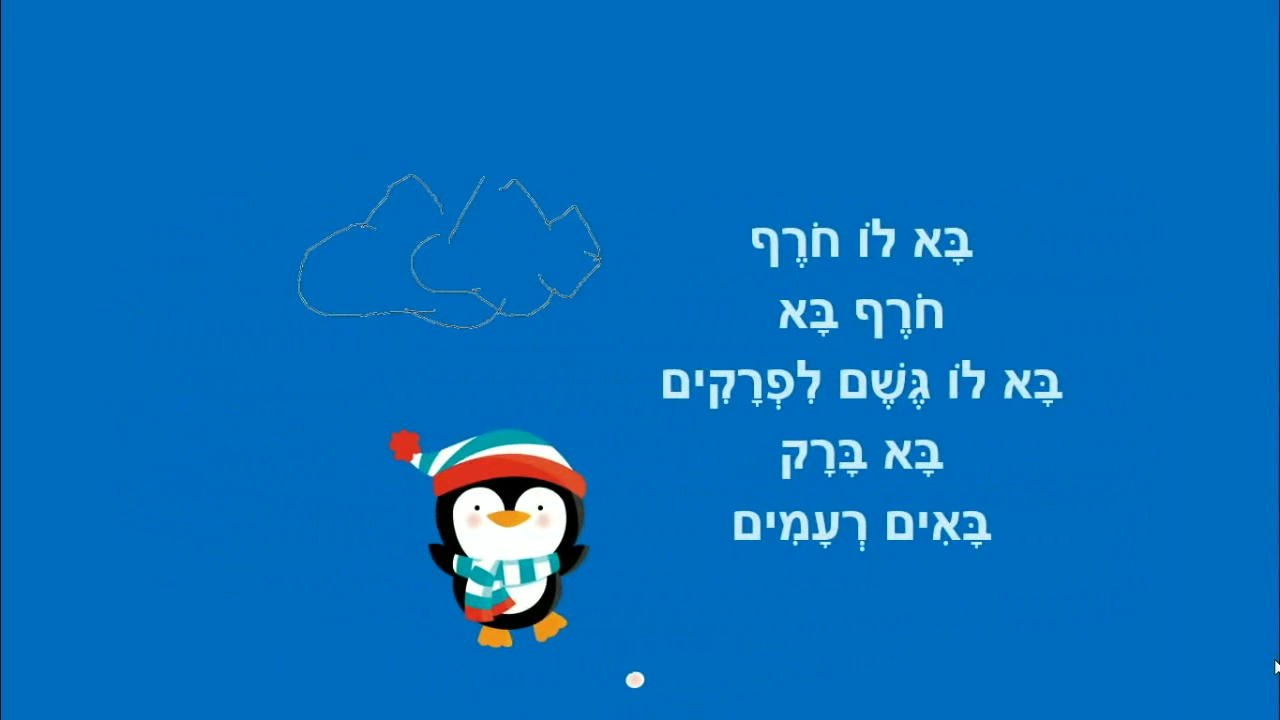 בָּא לוֹ חֹרֶף
חֹרֶף בָּא
בָּא לוֹ גֶּשֶׁם לִפְרָקִים
בָּא בָּרָק
בָּאִים רְעָמִים